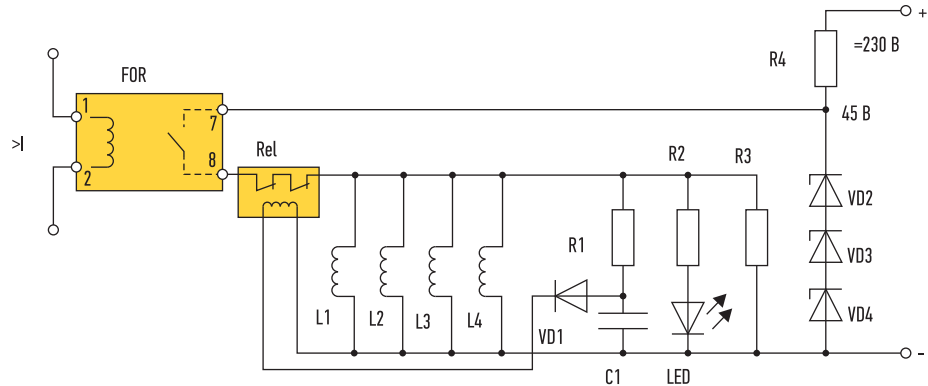 +
=230 В
R4
FOR
45 В
1
7
>I
2
8
Rel
R2
R3
VD2
R1
VD3
L1
L2
L3
L4
VD1
VD4
-
C1
LED